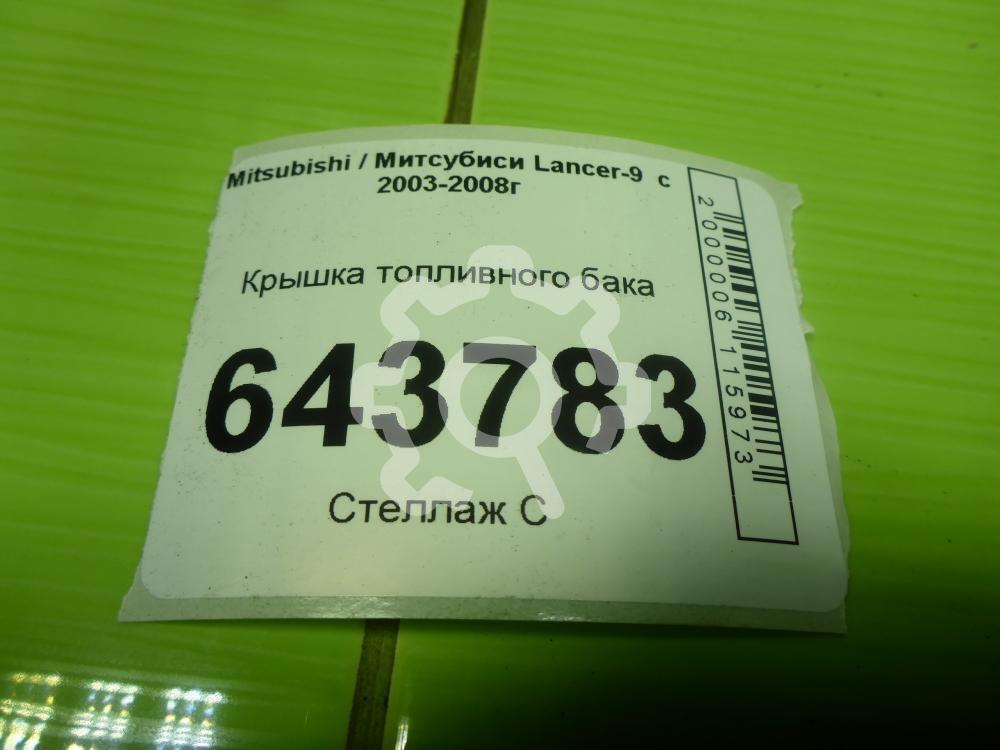 Mitsubishi / Митсубиси Lancer-9 с
2003-2008г
Крышка топливного бака
643783
Стеллаж С
2000006115973